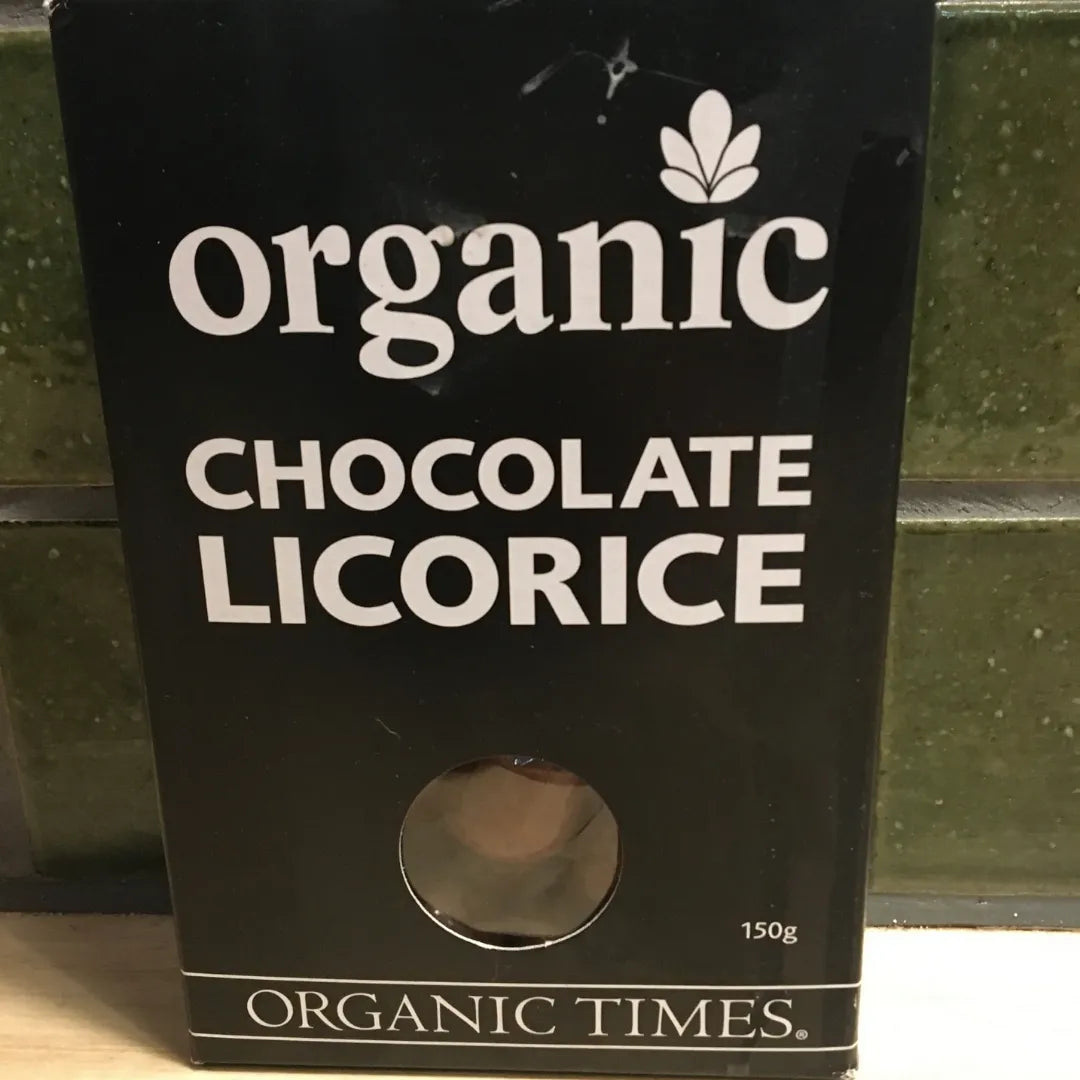 organic
CHOCOLATE
LICORICE
150g
ORGANIC TIMES®